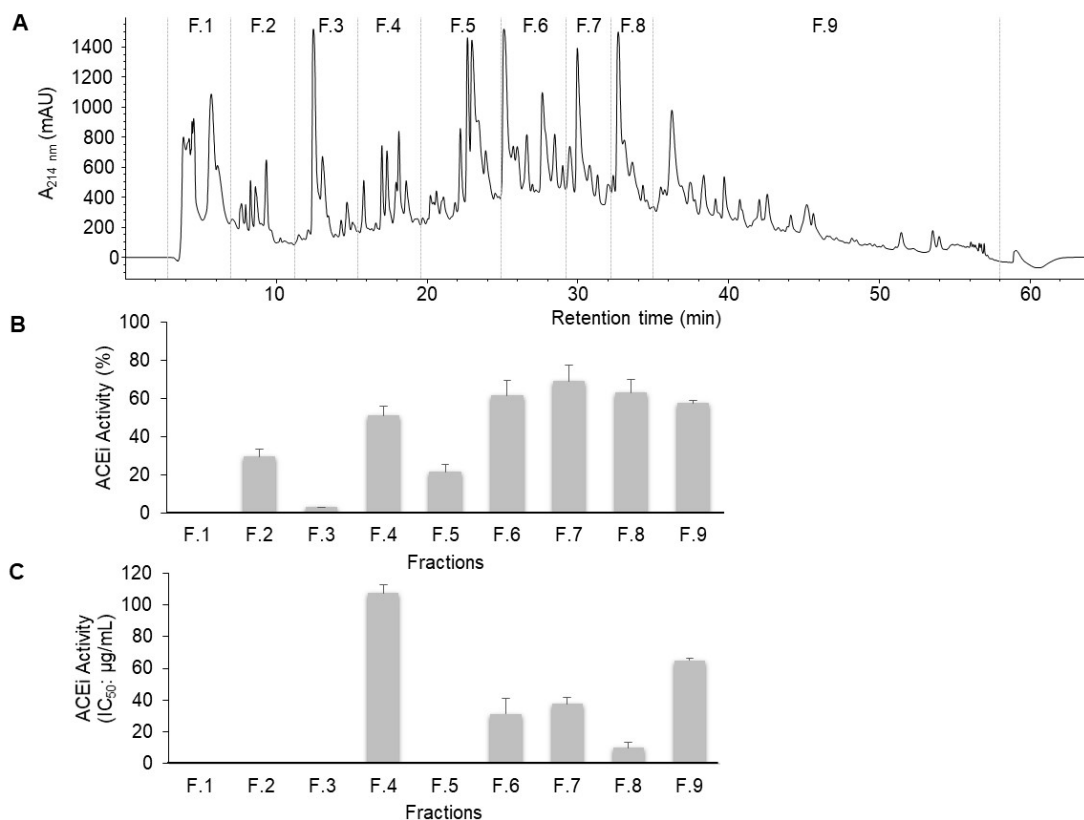 A
F.1 F.2 F.3 F.4 F.5 F.6 F.7 F.8 F.9
1400
1200
1000
800
600
400
200
0
A214 nm (mAU)
10 20 30 40 50 60
Retention time (min)
B
100
80
60
40
20
0
ACEi Activity (%)
F.1 F.2 F.3 F.4 F.5 F.6 F.7 F.8 F.9
Fractions
C
120
100
80
60
40
20
0
ACEi Activity
(IC50: µg/mL)
F.1 F.2 F.3 F.4 F.5 F.6 F.7 F.8 F.9
Fractions